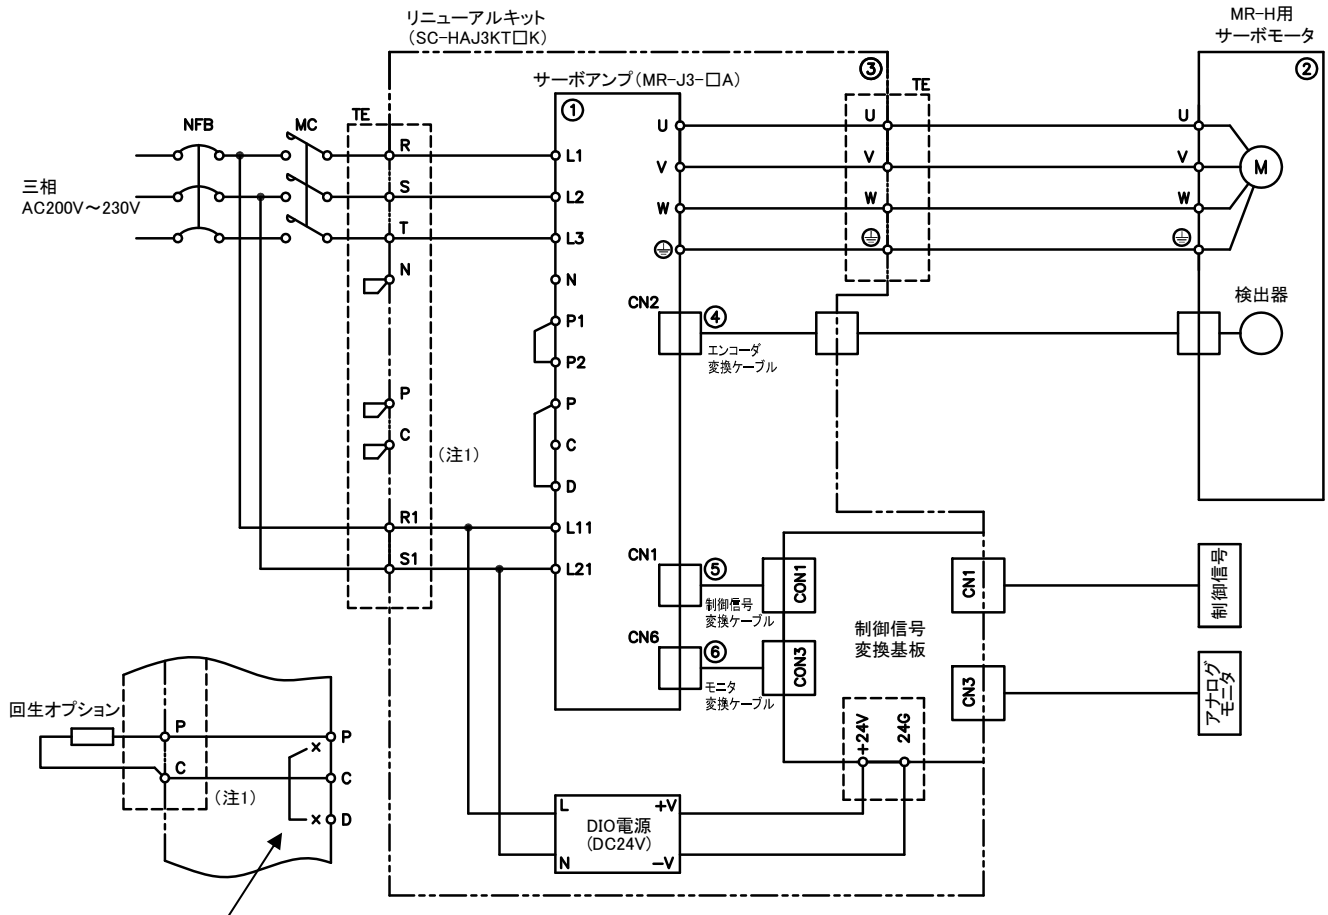 リニューアルキット
(SC-HAJ3KT□K)
MR-H用
サーボモータ
②
サーボアンプ(MR-J3-□A)
③
TE
①
NFB
MC
TE
三相
AC200V～230V
R
S
T
N
P
C
(注1)
R1
S1
L1
L2
L3
N
P1
P2
P
C
D
L11
L21
U
V
W
U
V
W
U
V
W
M
CN2
④
エンコーダ
変換ケーブル
検出器
CN1
⑤
制御信号
変換ケーブル
CON1
CN1
制御信号
CN6
⑥
モニタ
変換ケーブル
CON3
制御信号
変換基板
CN3
アナログ
モニタ
+24V
24G
L
+V
DIO電源
(DC24V)
N
-V
回生オプション
P
C
(注1)
×
×
P
C
D